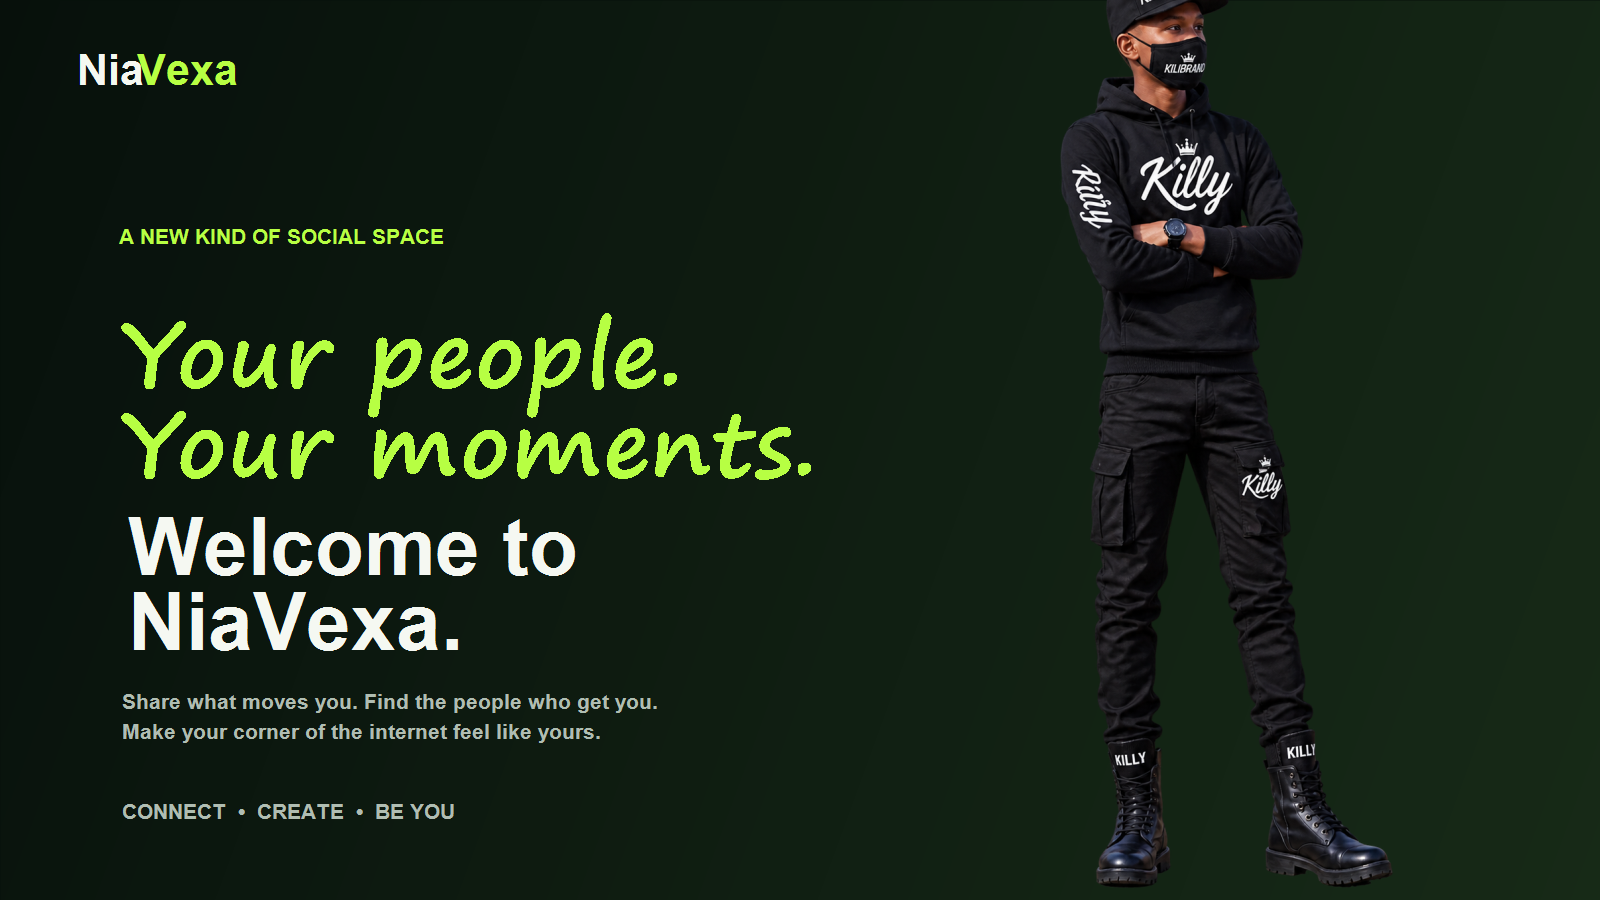 NiaVexa
A NEW KIND OF SOCIAL SPACE
Your people.
Your moments.
Welcome to
NiaVexa.
Share what moves you. Find the people who get you.
Make your corner of the internet feel like yours.
CONNECT • CREATE • BE YOU
KILIBRAND
Killy
Killy
Killy
KILLY
KILLY